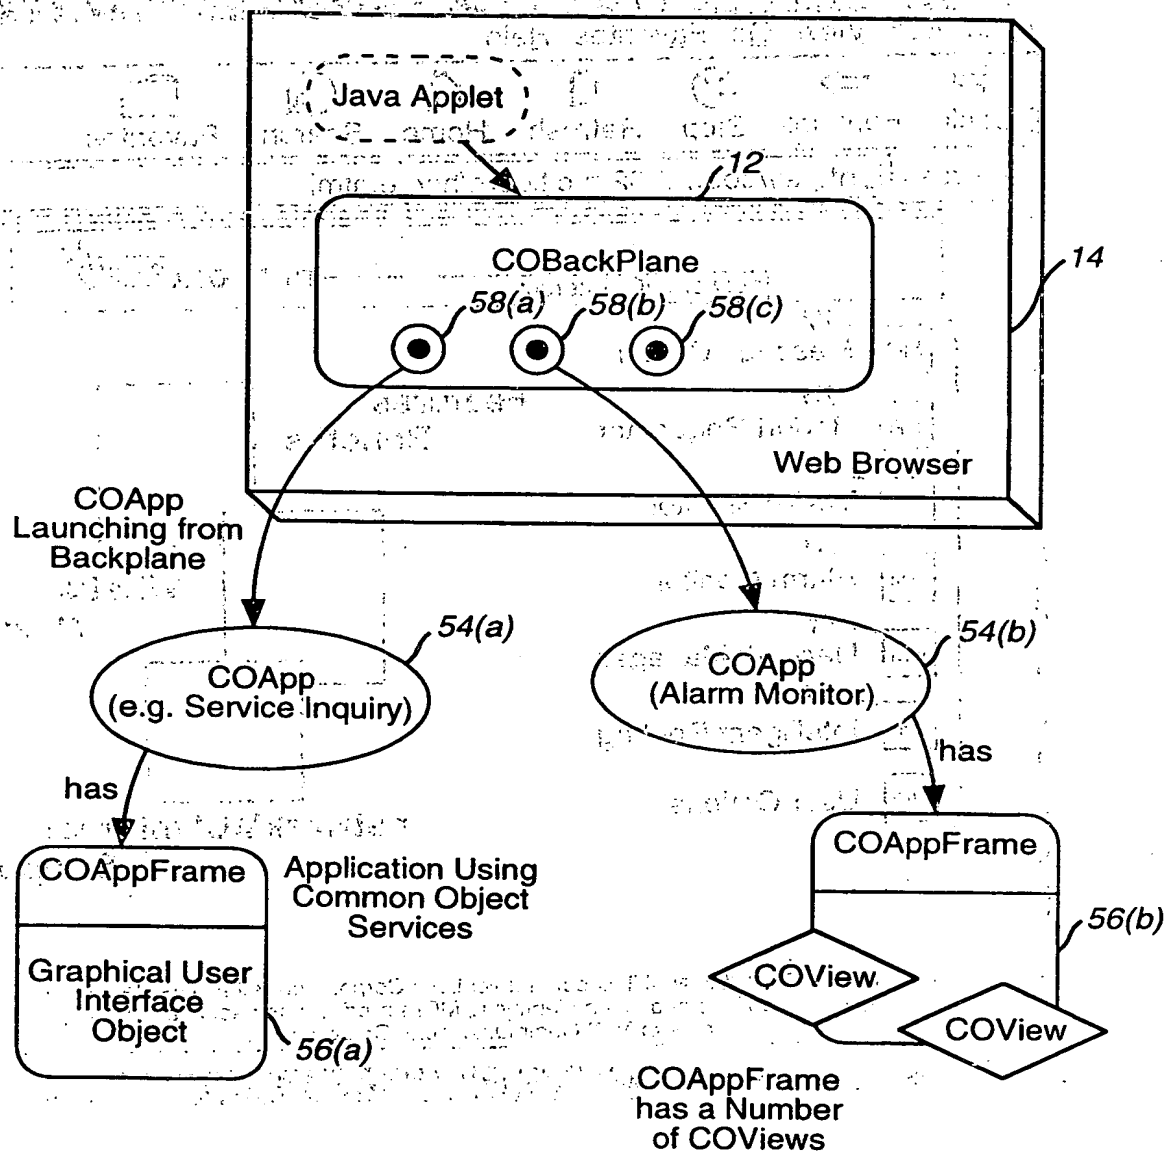 Java Applet
12
COBackPlane
14
58(a)
58(b)
58(c)
Web Browser
COApp
Launching from
Backplane
54(a)
54(b)
COApp
(e.g. Service Inquiry)
COApp
(Alarm Monitor)
has
has
COAppFrame
Application Using
Common Object
Services
COAppFrame
56(b)
Graphical User
Interface
Object
COView
COView
56(a)
COAppFrame
has a Number
of COViews